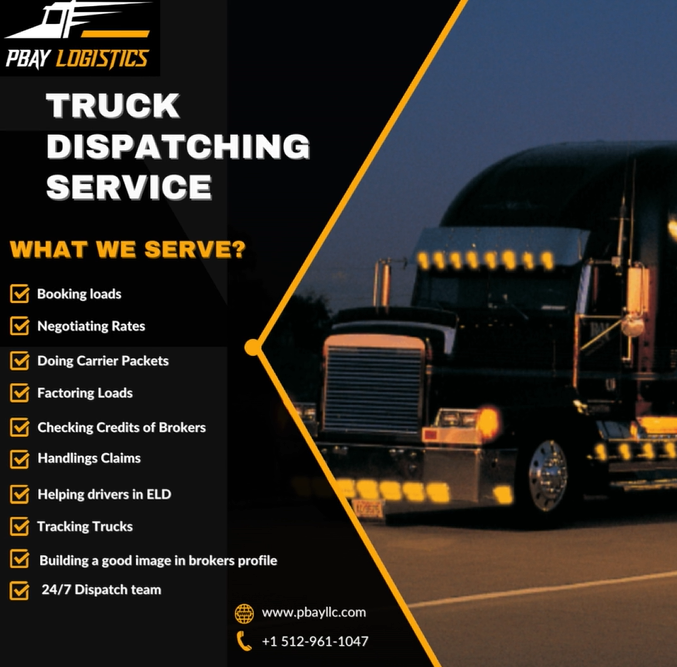 PBAY LOGISTICS
TRUCK
DISPATCHING
SERVICE
WHAT WE SERVE?
Booking loads
Negotiating Rates
Doing Carrier Packets
Factoring Loads
Checking Credits of Brokers
Handlings Claims
Helping drivers in ELD
Tracking Trucks
Building a good image in brokers profile
24/7 Dispatch team
www.pbayllc.com
+1 512-961-1047